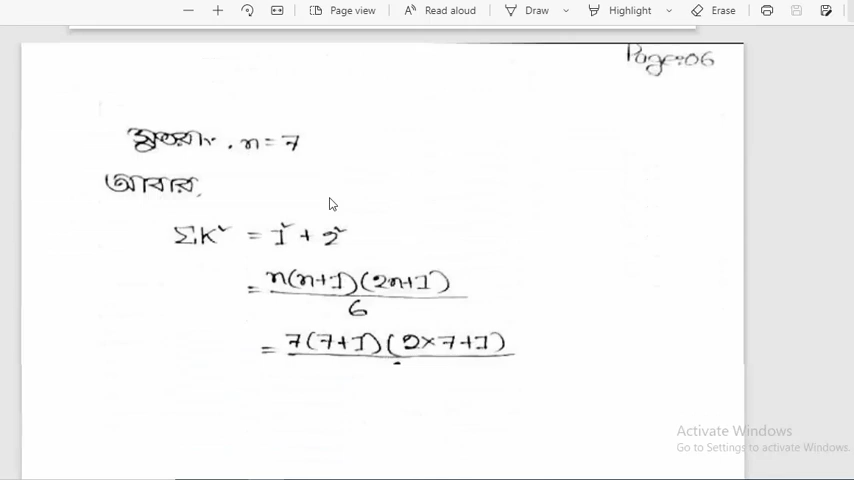 Page view
Read aloud
Draw
Highlight
Erase
Page:06
সুতরাং, n = 7
আবার,
ΣK² = 1² + 2²
= n(n+1)(2n+1)
6
= 7(7+1)(2×7+1)
Activate Windows
Go to Settings to activate Windows.